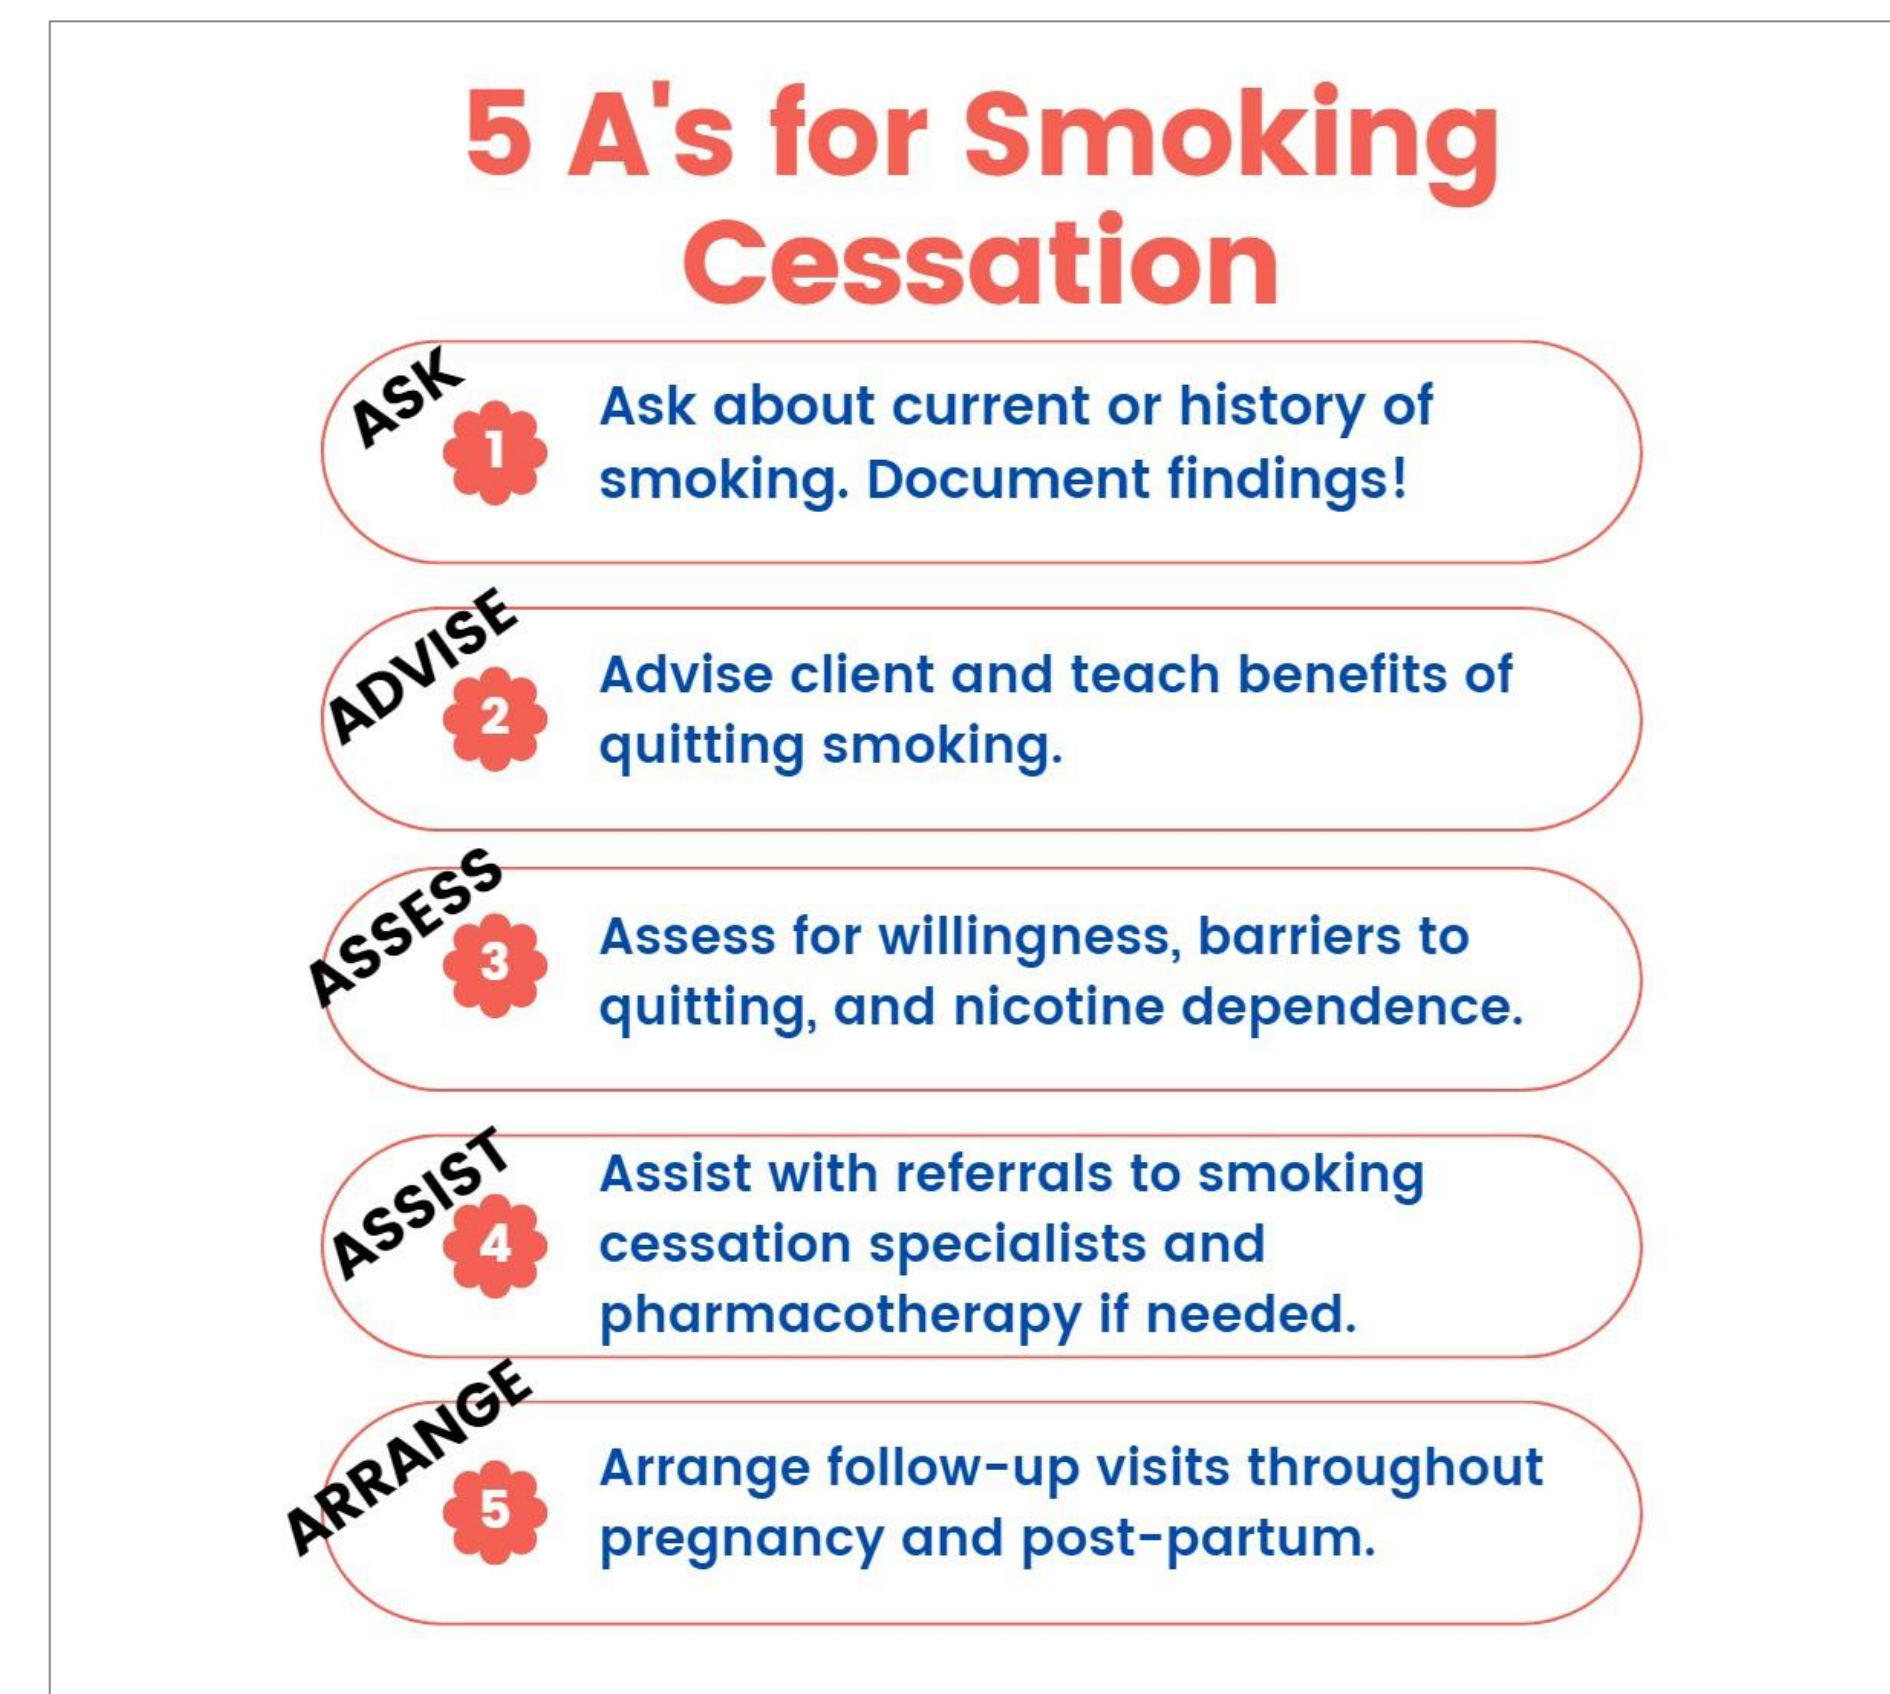 5 A's for Smoking
Cessation
ASK
1
Ask about current or history of
smoking. Document findings!
ADVISE
2
Advise client and teach benefits of
quitting smoking.
ASSESS
3
Assess for willingness, barriers to
quitting, and nicotine dependence.
ASSIST
4
Assist with referrals to smoking
cessation specialists and
pharmacotherapy if needed.
ARRANGE
5
Arrange follow-up visits throughout
pregnancy and post-partum.